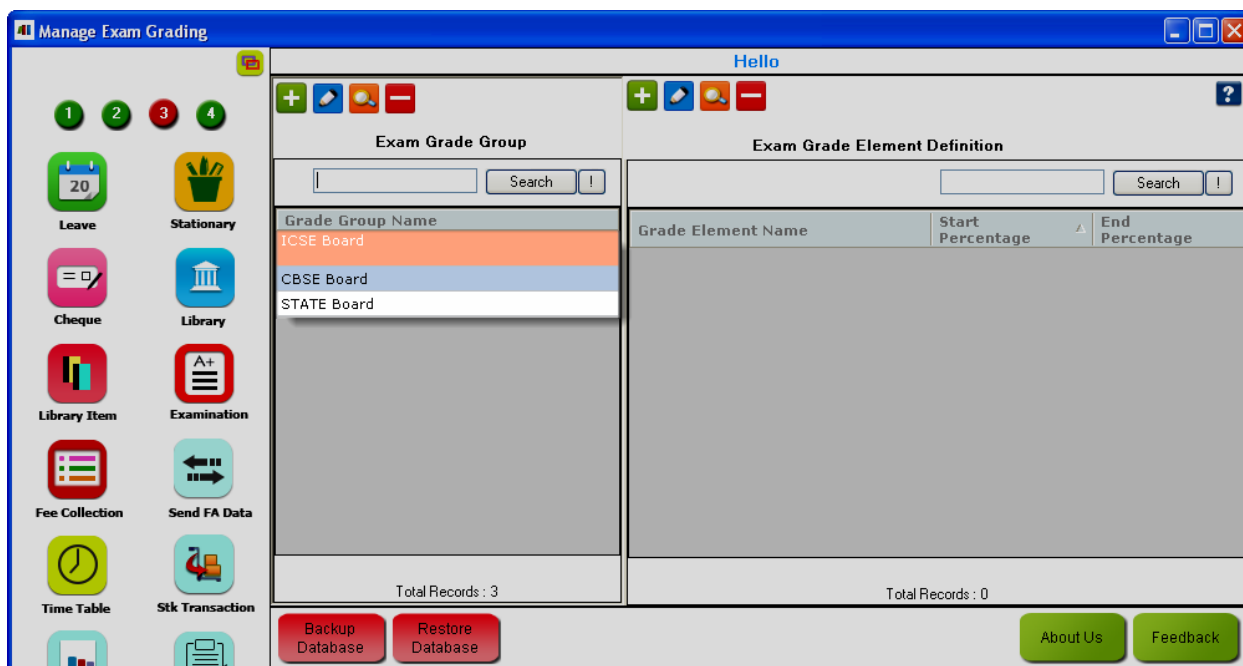 Manage Exam Grading
Hello
1 2 3 4
20
Leave
Stationary
Cheque
Library
A+
Library Item
Examination
Fee Collection
Send FA Data
Time Table
Stk Transaction
Exam Grade Group
Search !
Grade Group Name
ICSE Board
CBSE Board
STATE Board
Total Records : 3
?
Exam Grade Element Definition
Search !
Grade Element Name
Start Percentage
End Percentage
Total Records : 0
Backup
Database
Restore
Database
About Us
Feedback